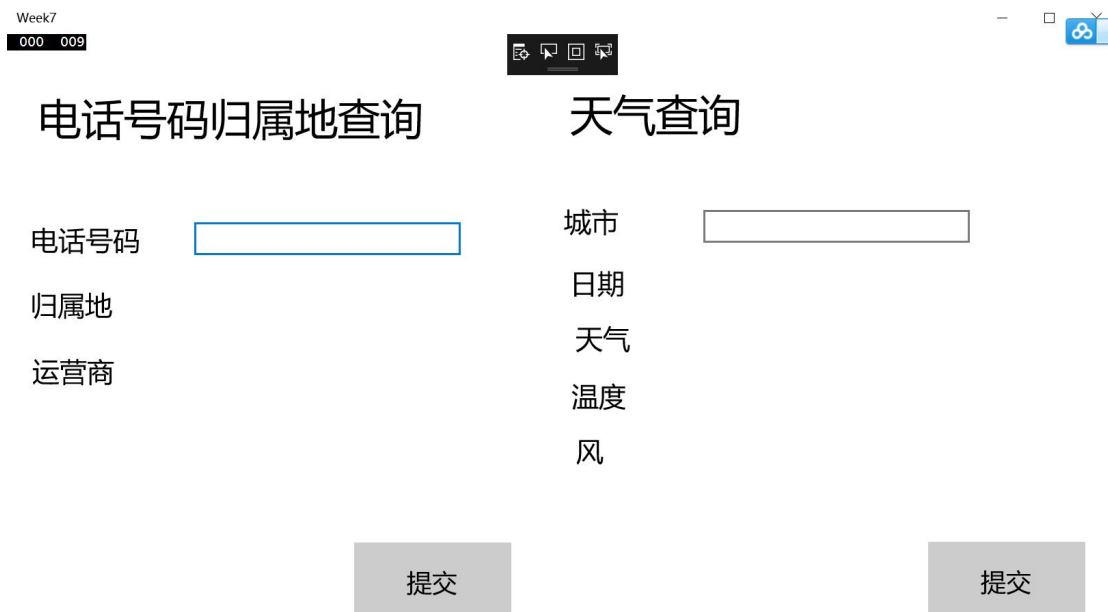 Week7
000 009
电话号码归属地查询
电话号码
归属地
运营商
提交
天气查询
城市
日期
天气
温度
风
提交